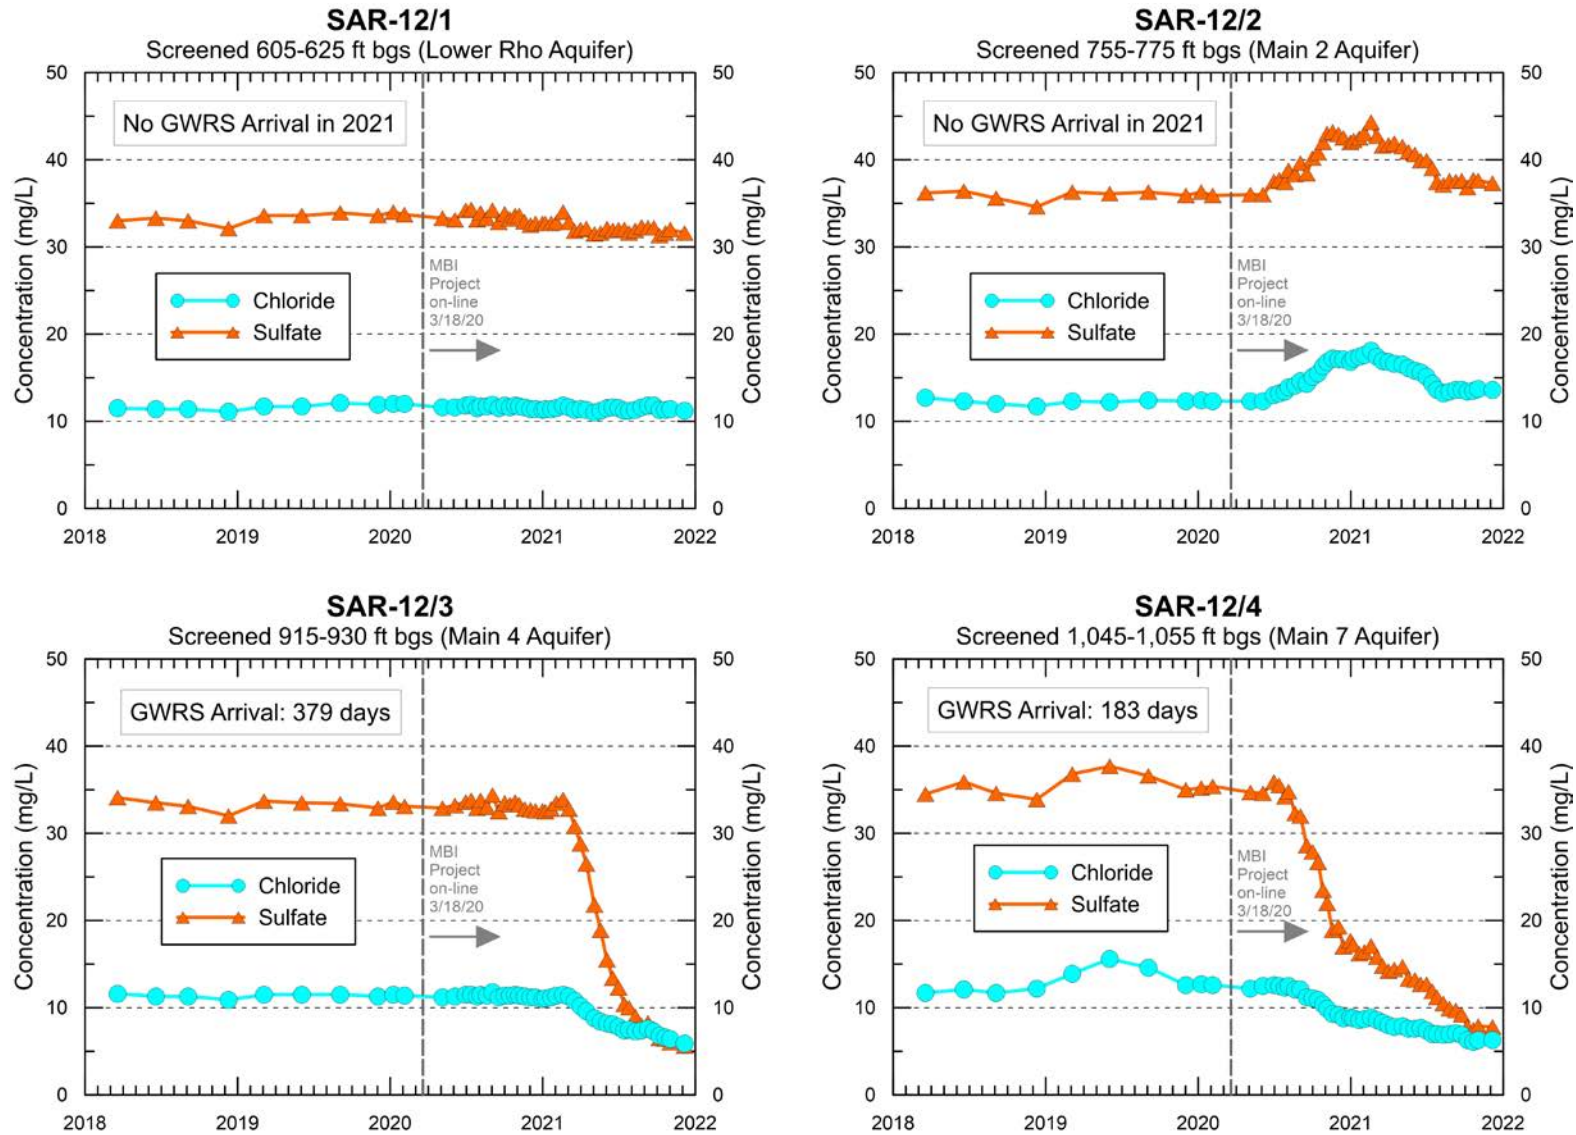 SAR-12/1
Screened 605-625 ft bgs (Lower Rho Aquifer)
50
40
30
20
10
0
Concentration (mg/L)
No GWRS Arrival in 2021
Chloride
Sulfate
MBI
Project
on-line
3/18/20
50
40
30
20
10
0
Concentration (mg/L)
2018
2019
2020
2021
2022
SAR-12/2
Screened 755-775 ft bgs (Main 2 Aquifer)
50
40
30
20
10
0
Concentration (mg/L)
No GWRS Arrival in 2021
Chloride
Sulfate
MBI
Project
on-line
3/18/20
50
40
30
20
10
0
Concentration (mg/L)
2018
2019
2020
2021
2022
SAR-12/3
Screened 915-930 ft bgs (Main 4 Aquifer)
50
40
30
20
10
0
Concentration (mg/L)
GWRS Arrival: 379 days
Chloride
Sulfate
MBI
Project
on-line
3/18/20
50
40
30
20
10
0
Concentration (mg/L)
2018
2019
2020
2021
2022
SAR-12/4
Screened 1,045-1,055 ft bgs (Main 7 Aquifer)
50
40
30
20
10
0
Concentration (mg/L)
GWRS Arrival: 183 days
Chloride
Sulfate
MBI
Project
on-line
3/18/20
50
40
30
20
10
0
Concentration (mg/L)
2018
2019
2020
2021
2022